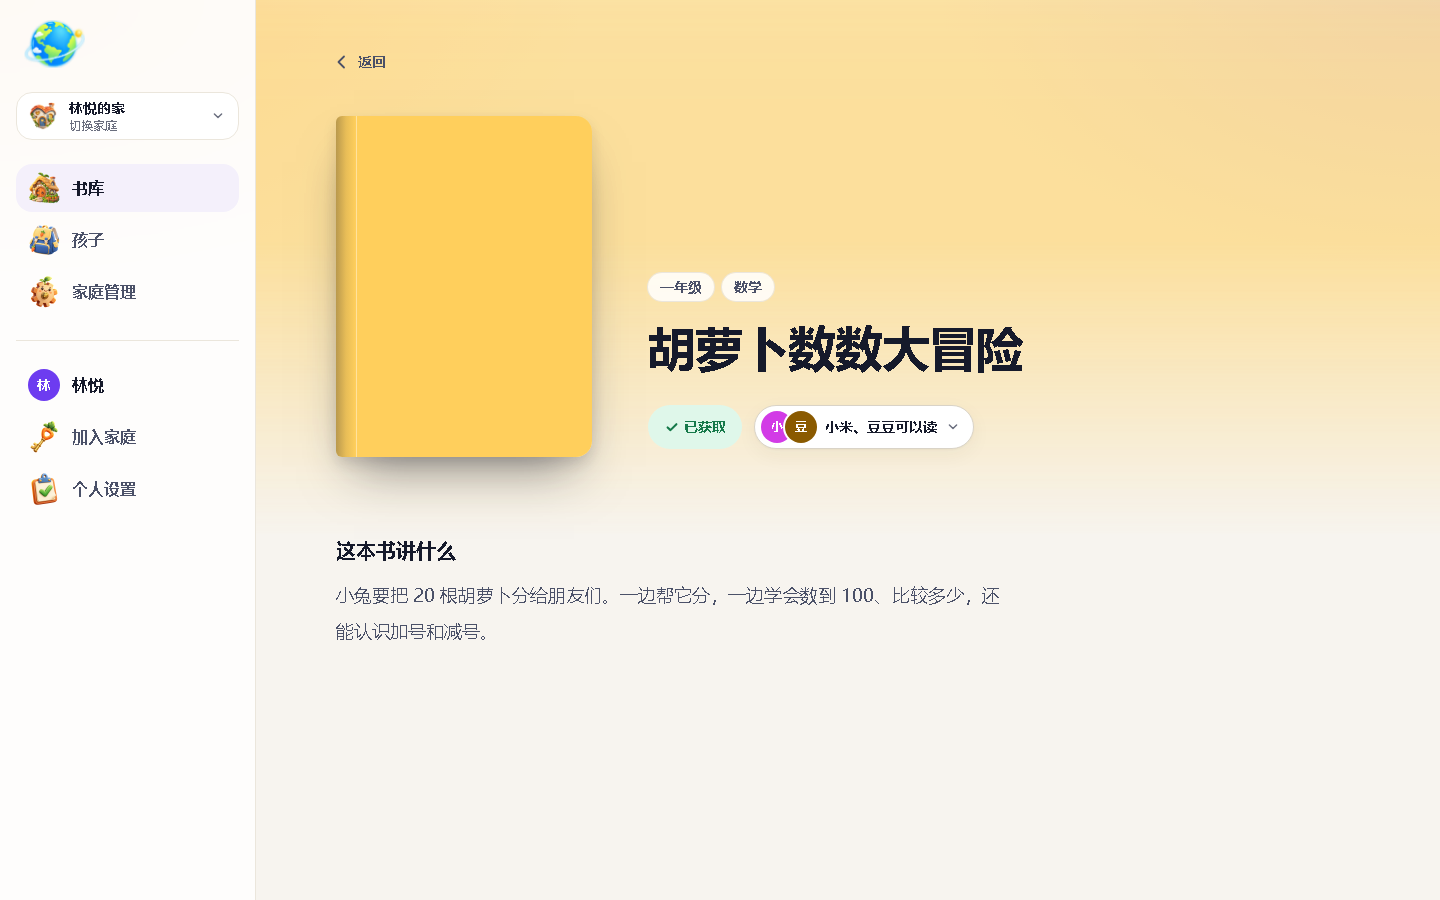 林悦的家
切换家庭
书库
孩子
家庭管理
林 林悦
加入家庭
个人设置
返回
一年级 数学
胡萝卜数数大冒险
已获取 小 豆 小米、豆豆可以读
这本书讲什么
小兔要把 20 根胡萝卜分给朋友们。一边帮它分，一边学会数到 100、比较多少，还
能认识加号和减号。